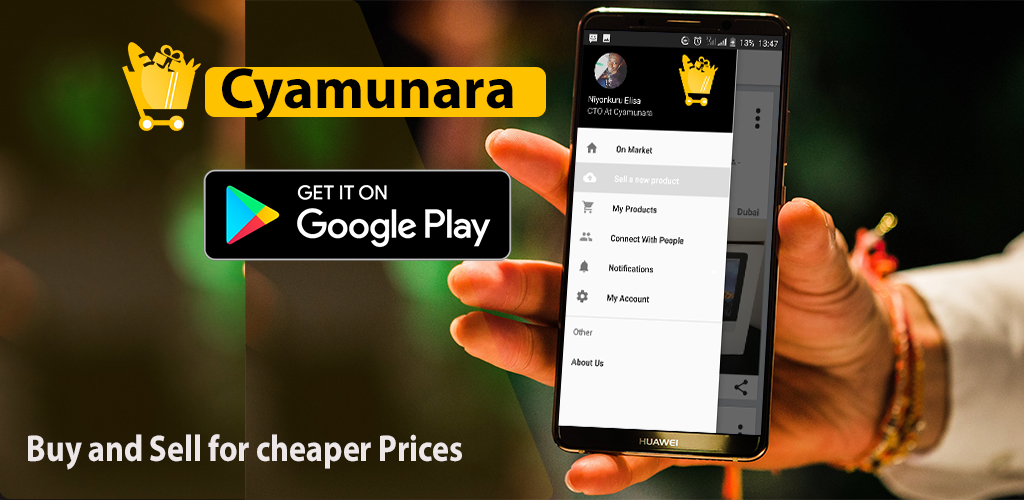 Cyamunara
GET IT ON
Google Play
Buy and Sell for cheaper Prices
13% 13:47
Niyonkuru Elisa
CTO At Cyamunara
On Market
Sell a new product
My Products
Connect With People
Notifications
My Account
Other
About Us
Dubai
HUAWEI